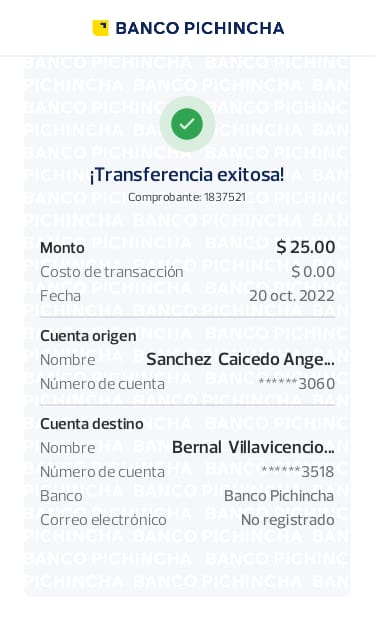 BANCO PICHINCHA
¡Transferencia exitosa!
Comprobante: 1837521
Monto $ 25.00
Costo de transacción $ 0.00
Fecha 20 oct. 2022
Cuenta origen
Nombre Sanchez Caicedo Ange...
Número de cuenta ******3060
Cuenta destino
Nombre Bernal Villavicencio...
Número de cuenta ******3518
Banco Banco Pichincha
Correo electrónico No registrado